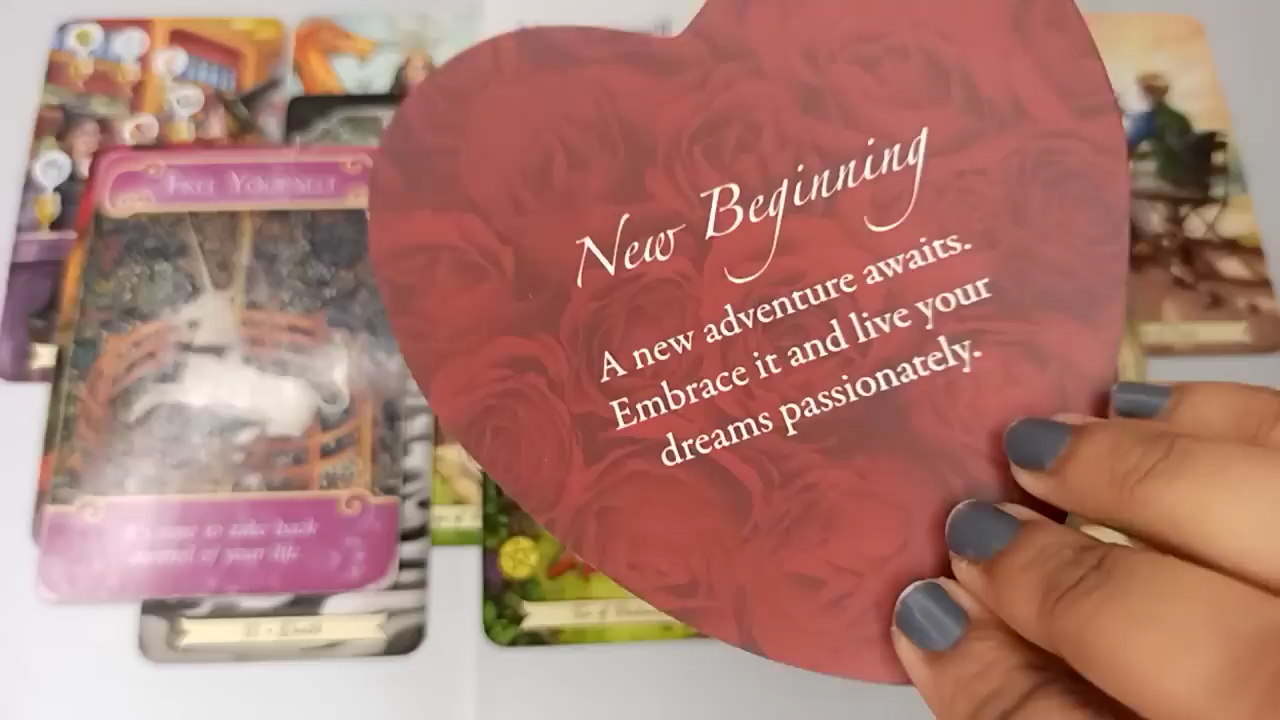 New Beginning
A new adventure awaits.
Embrace it and live your
dreams passionately.
FREE YOURSELF
time to take back
control of your life